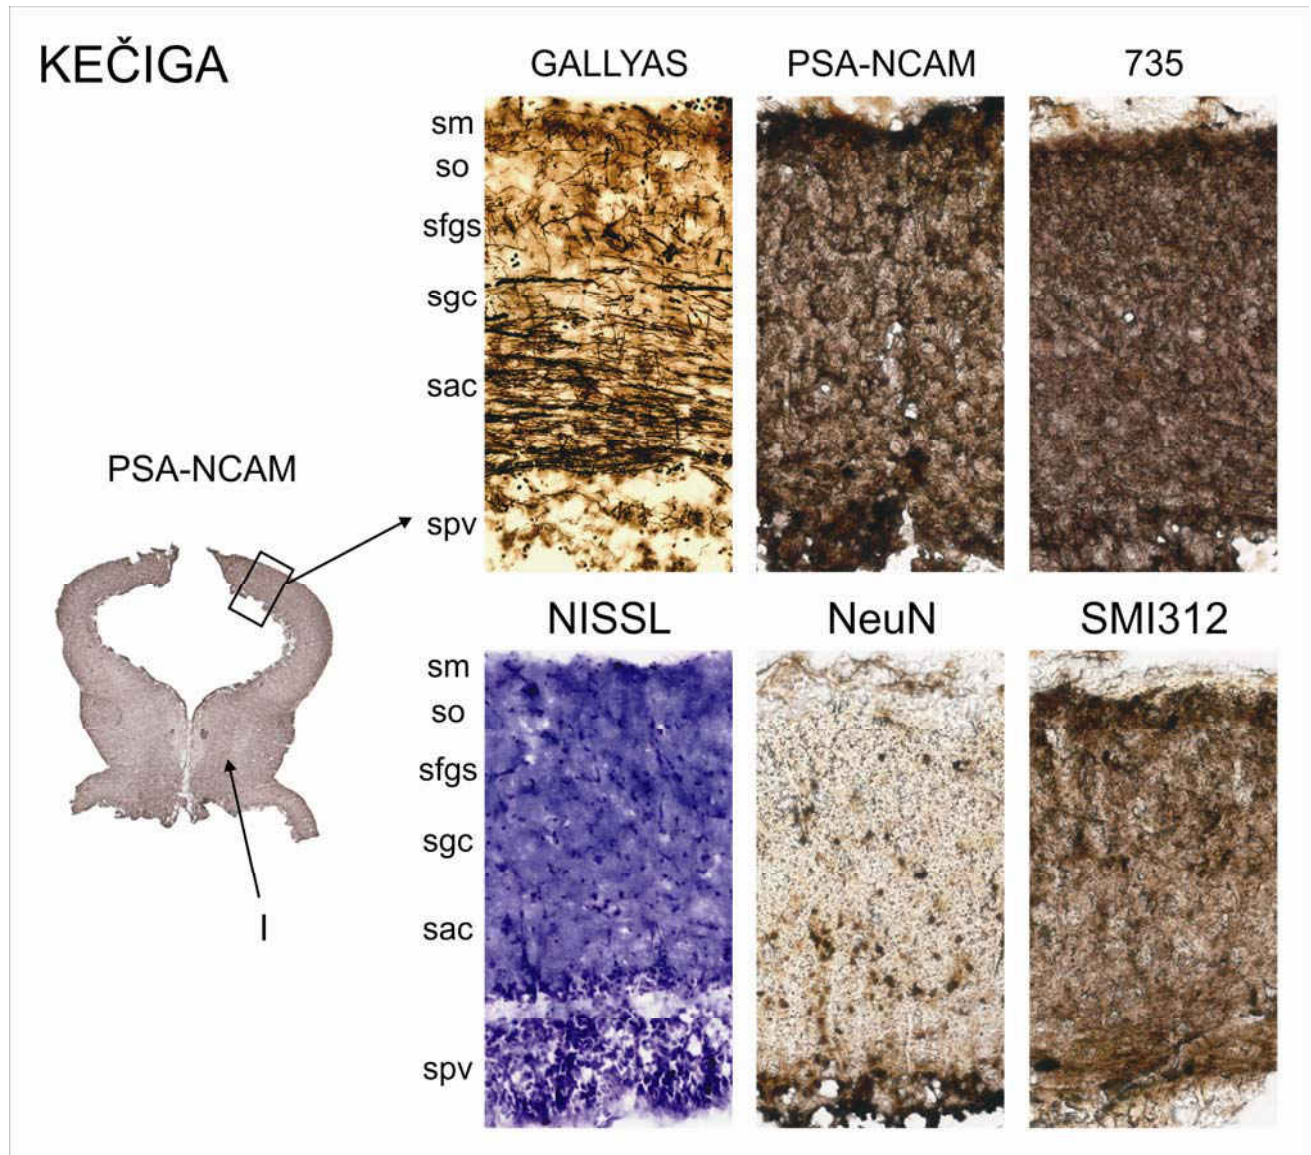 KEČIGA
GALLYAS PSA-NCAM 735
sm
so
sfgs
sgc
sac
spv
PSA-NCAM
I
NISSL NeuN SMI312
sm
so
sfgs
sgc
sac
spv